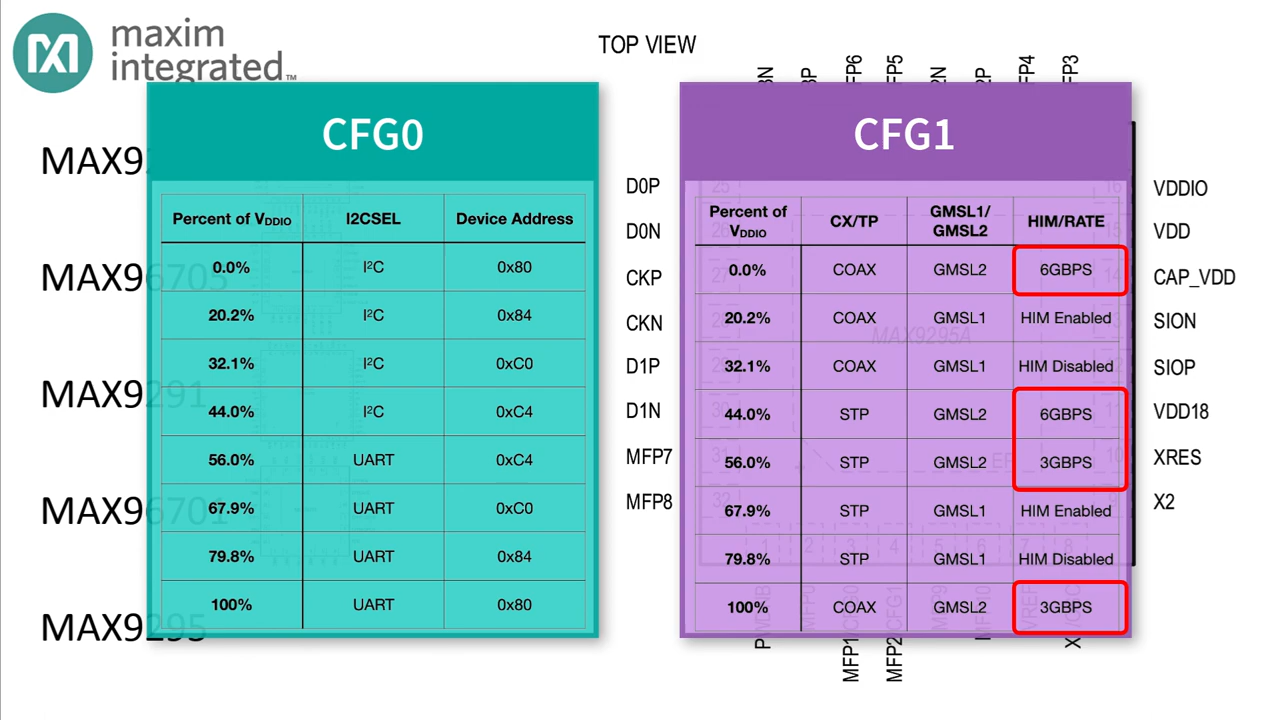 maxim
integrated™
TOP VIEW
MAX9
MAX96705
MAX9291
MAX96701
MAX9295
CFG0
Percent of VDDIO I2CSEL Device Address
0.0% I²C 0x80
20.2% I²C 0x84
32.1% I²C 0xC0
44.0% I²C 0xC4
56.0% UART 0xC4
67.9% UART 0xC0
79.8% UART 0x84
100% UART 0x80
D0P
D0N
CKP
CKN
D1P
D1N
MFP7
MFP8
CFG1
Percent of VDDIO CX/TP GMSL1/GMSL2 HIM/RATE
0.0% COAX GMSL2 6GBPS
20.2% COAX GMSL1 HIM Enabled
32.1% COAX GMSL1 HIM Disabled
44.0% STP GMSL2 6GBPS
56.0% STP GMSL2 3GBPS
67.9% STP GMSL1 HIM Enabled
79.8% STP GMSL1 HIM Disabled
100% COAX GMSL2 3GBPS
MAX9295A
VDDIO
VDD
CAP_VDD
SION
SIOP
VDD18
XRES
X2
MFP1
MFP2